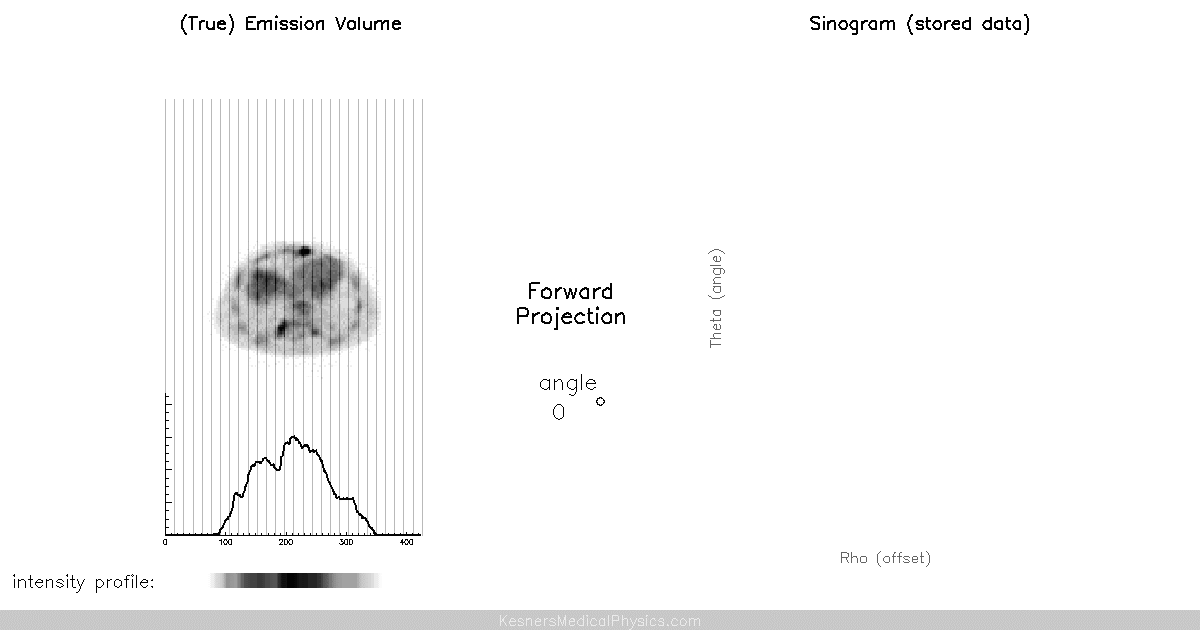 (True) Emission Volume
Sinogram (stored data)
Theta (angle)
Forward
Projection
angle
0 °
0 100 200 300 400
Rho (offset)
intensity profile:
KesnersMedicalPhysics.com